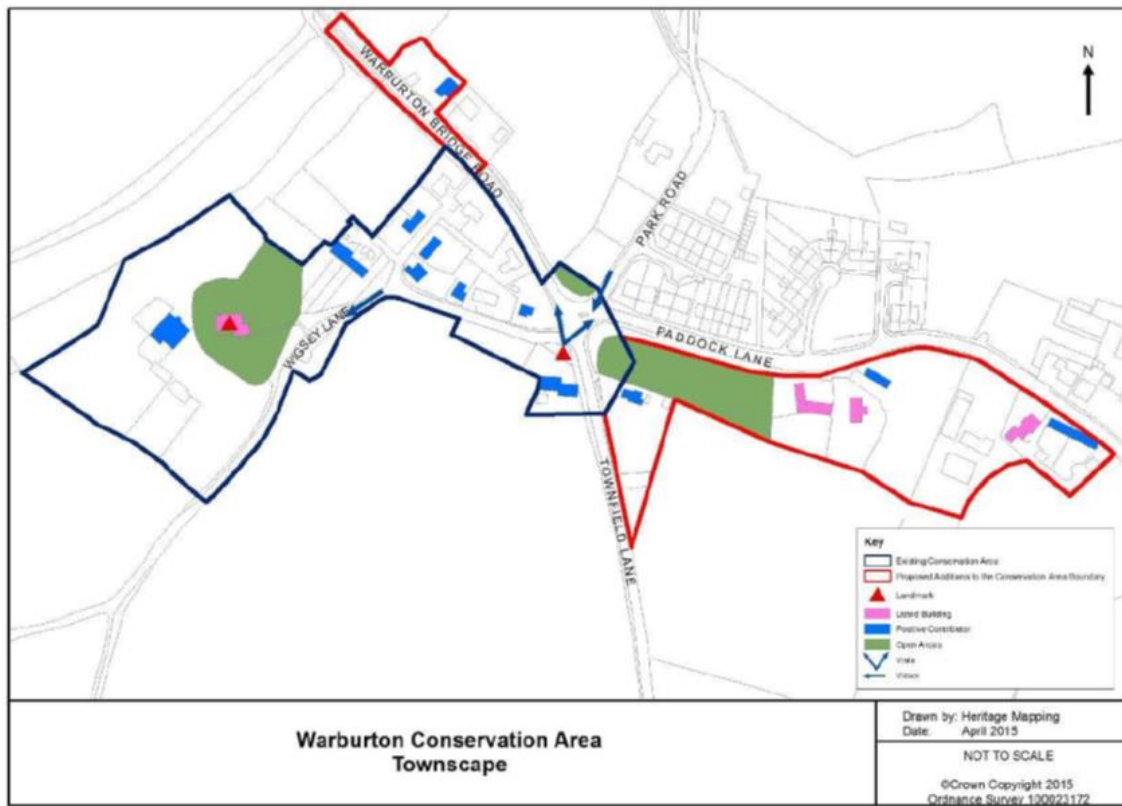 N
WARBURTON BRIDGE ROAD
PARK ROAD
WIGSEY LANE
PADDOCK LANE
TOWNFIELD LANE
Key
Existing Conservation Area
Proposed Additions to the Conservation Area Boundary
Landmark
Listed Building
Positive Contributor
Open Areas
Vista
Warburton Conservation Area
Townscape
Drawn by: Heritage Mapping
Date: April 2015
NOT TO SCALE
©Crown Copyright 2015
Ordnance Survey 100023172